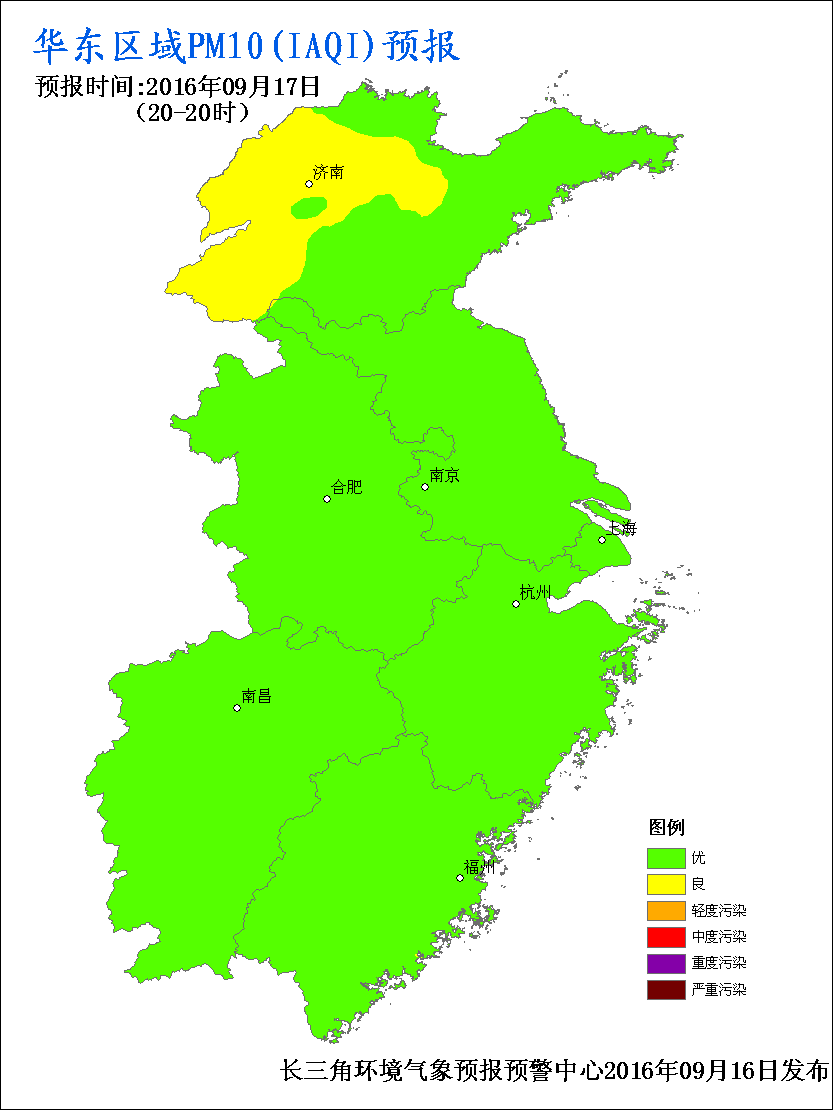 华东区域PM10(IAQI)预报
预报时间:2016年09月17日
(20-20时)
济南
南京
合肥
上海
杭州
南昌
福州
图例
优
良
轻度污染
中度污染
重度污染
严重污染
长三角环境气象预报预警中心2016年09月16日发布